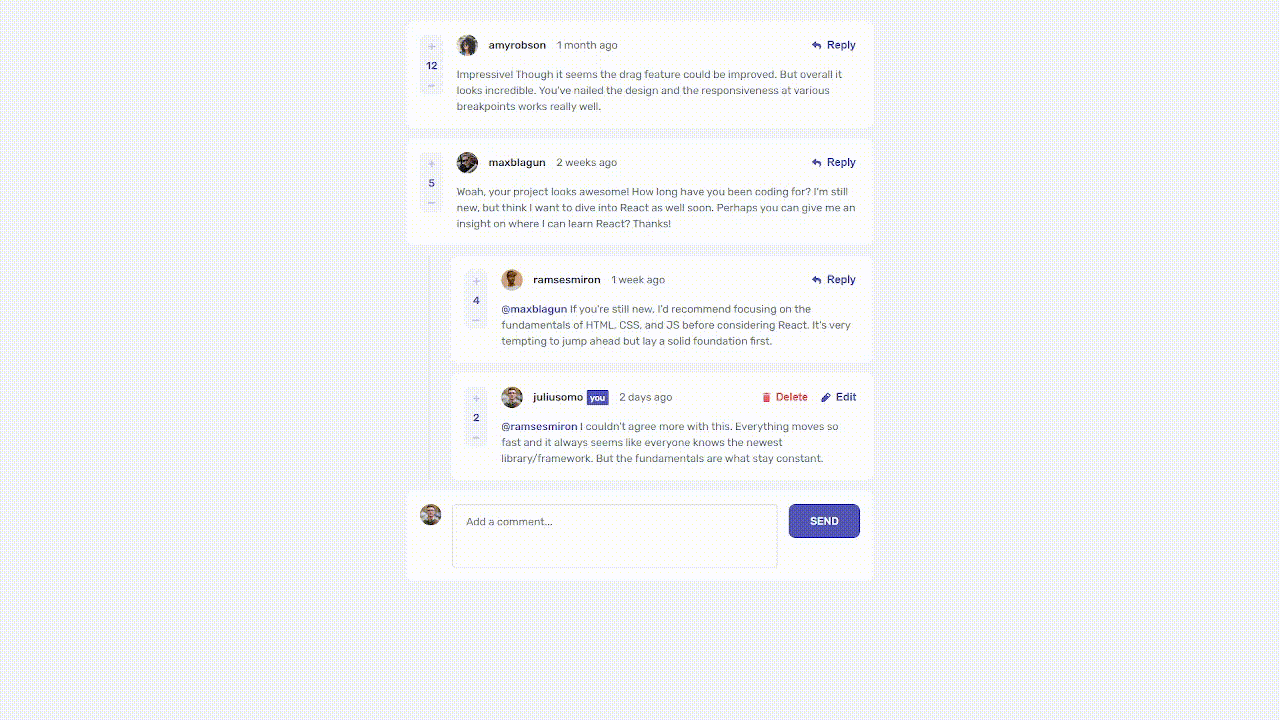 +
12
–
amyrobson 1 month ago Reply
Impressive! Though it seems the drag feature could be improved. But overall it
looks incredible. You've nailed the design and the responsiveness at various
breakpoints works really well.
+
5
–
maxblagun 2 weeks ago Reply
Woah, your project looks awesome! How long have you been coding for? I'm still
new, but think I want to dive into React as well soon. Perhaps you can give me an
insight on where I can learn React? Thanks!
+
4
–
ramsesmiron 1 week ago Reply
@maxblagun If you're still new, I'd recommend focusing on the
fundamentals of HTML, CSS, and JS before considering React. It's very
tempting to jump ahead but lay a solid foundation first.
+
2
–
juliusomo you 2 days ago Delete Edit
@ramsesmiron I couldn't agree more with this. Everything moves so
fast and it always seems like everyone knows the newest
library/framework. But the fundamentals are what stay constant.
Add a comment...
SEND